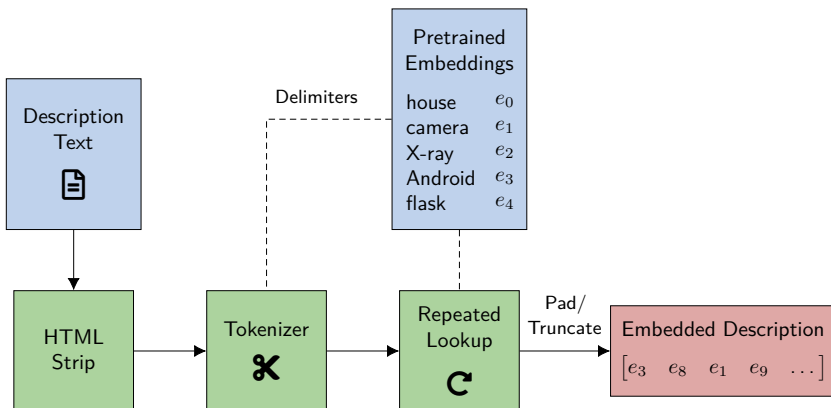 Pretrained
Embeddings
house e₀
camera e₁
X-ray e₂
Android e₃
flask e₄
Delimiters
Description
Text
HTML
Strip
Tokenizer
Repeated
Lookup
Pad/
Truncate
Embedded Description
[e₃ e₈ e₁ e₉ ...]